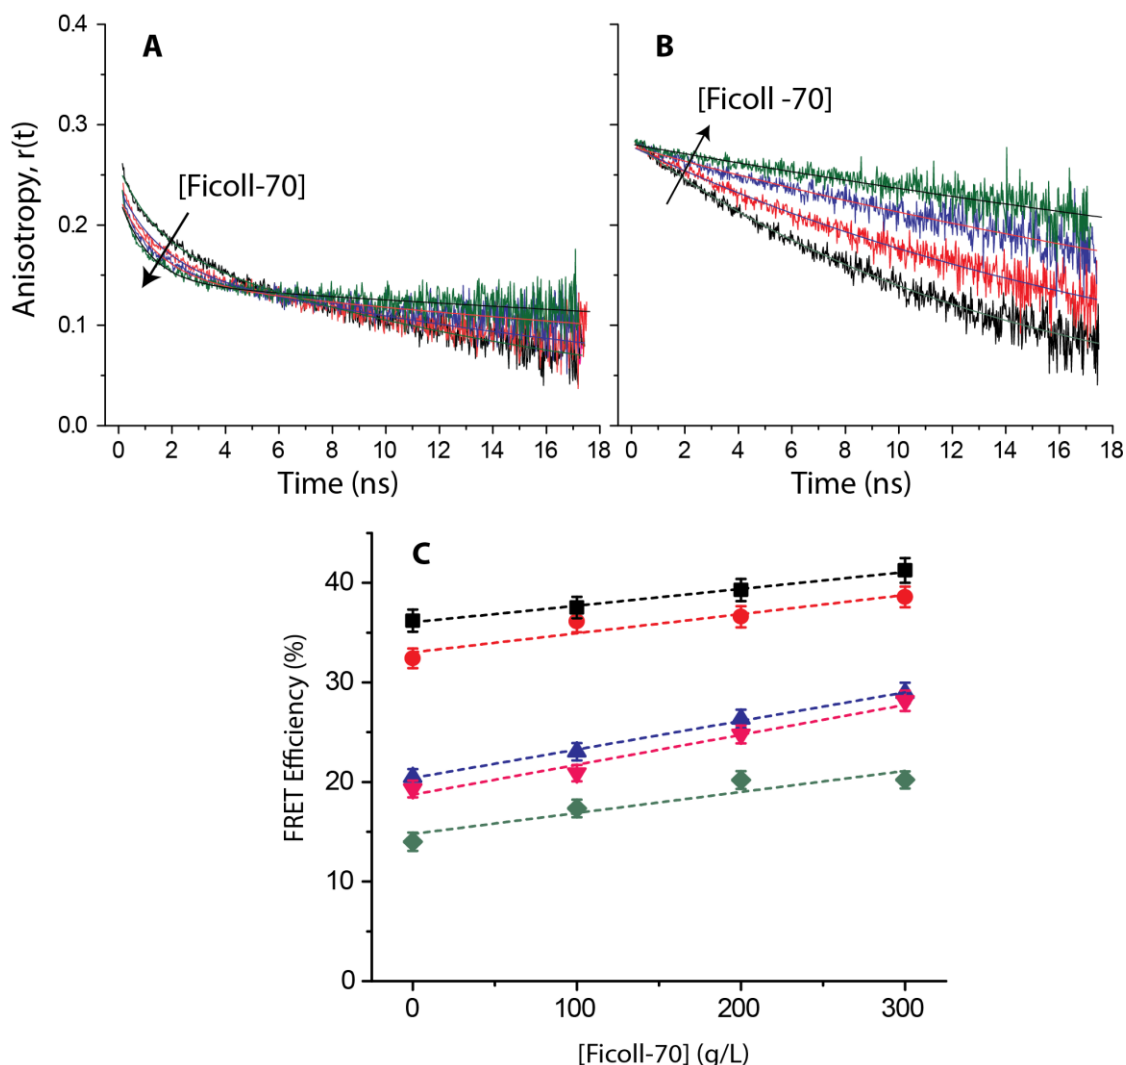 A
B
[Ficoll-70]
[Ficoll -70]
Anisotropy, r(t)
0.4
0.3
0.2
0.1
0.0
0 2 4 6 8 10 12 14 16 18
0 2 4 6 8 10 12 14 16 18
Time (ns)
Time (ns)
C
FRET Efficiency (%)
40
30
20
10
0
0 100 200 300
[Ficoll-70] (g/L)